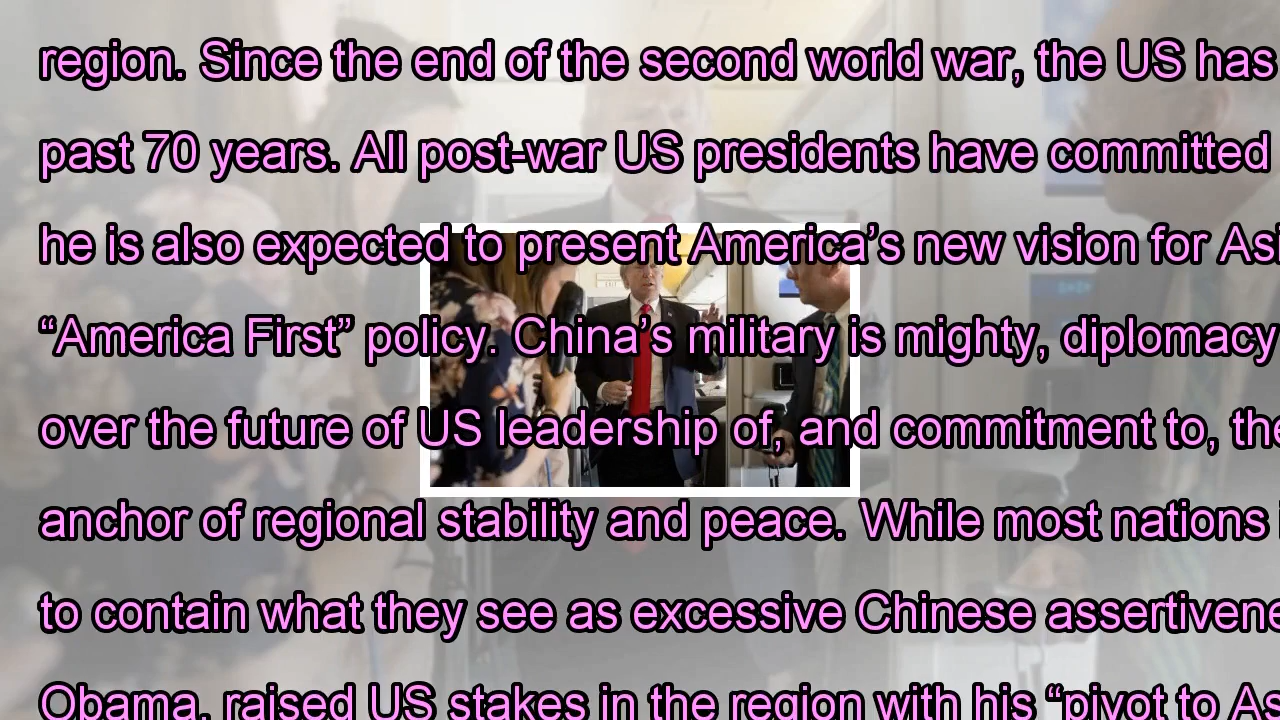 region. Since the end of the second world war, the US has
past 70 years. All post-war US presidents have committed
he is also expected to present America’s new vision for Asi
“America First” policy. China’s military is mighty, diplomacy
over the future of US leadership of, and commitment to, the
anchor of regional stability and peace. While most nations
to contain what they see as excessive Chinese assertivene
Obama, raised US stakes in the region with his “pivot to As